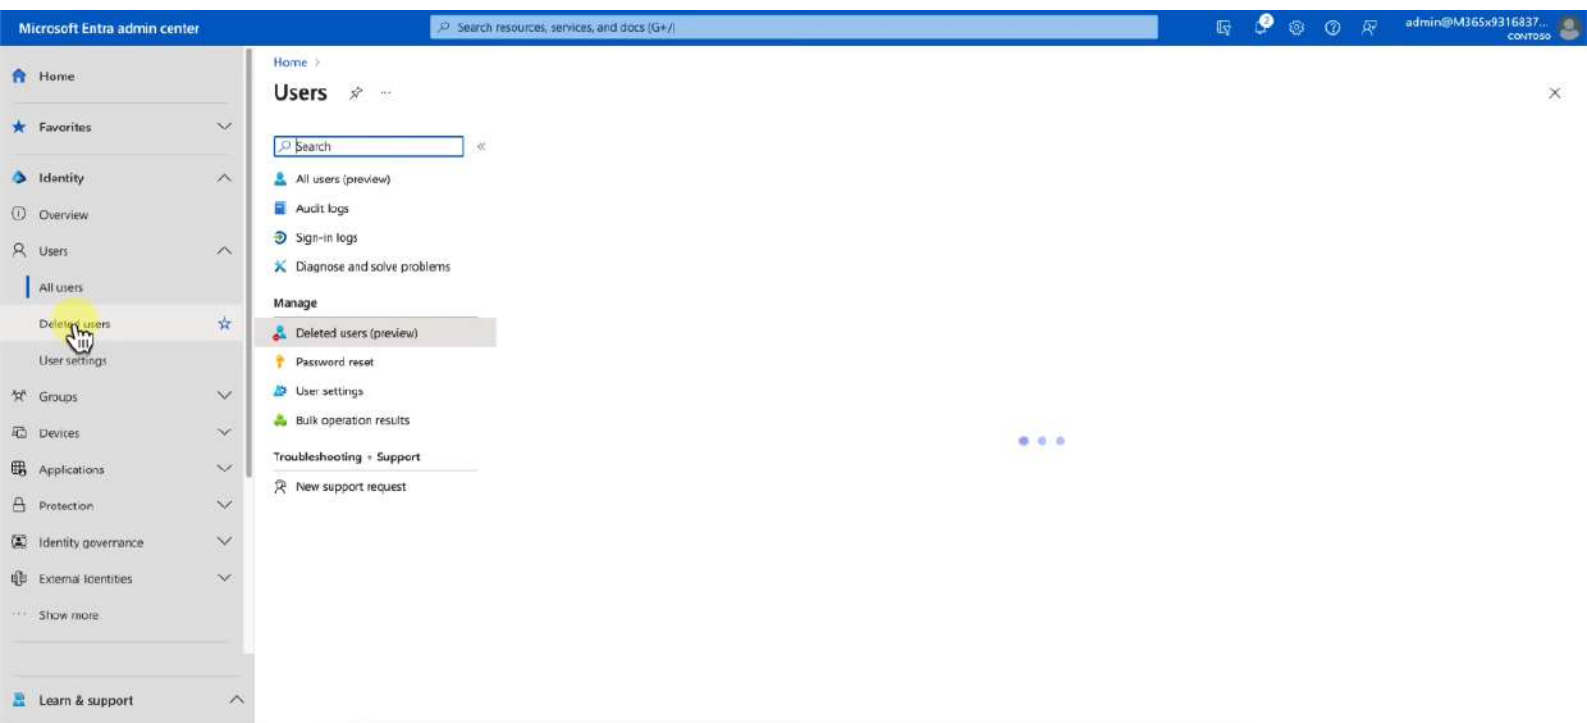 Microsoft Entra admin center
Search resources, services, and docs (G+/)
2
admin@M365x9316837...
CONTOSO
Home
Favorites
Identity
Overview
Users
All users
Deleted users
User settings
Groups
Devices
Applications
Protection
Identity governance
External Identities
... Show more
Learn & support
Home >
Users ...
Search
All users (preview)
Audit logs
Sign-in logs
Diagnose and solve problems
Manage
Deleted users (preview)
Password reset
User settings
Bulk operation results
Troubleshooting + Support
New support request